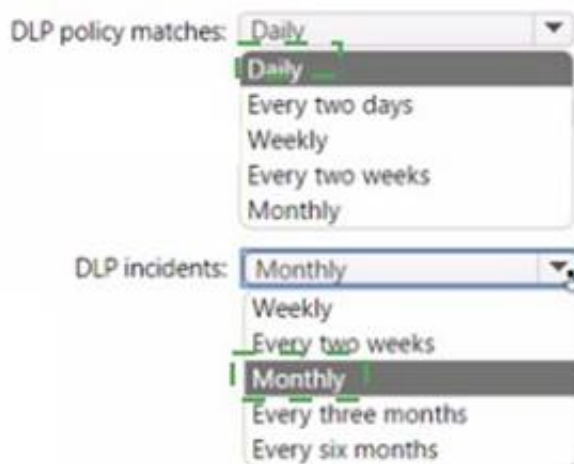 DLP policy matches: Daily
Daily
Every two days
Weekly
Every two weeks
Monthly
DLP incidents: Monthly
Weekly
Every two weeks
Monthly
Every three months
Every six months